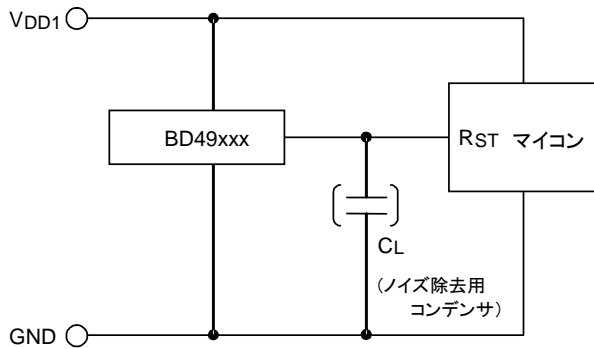 VDD1
BD49xxx
RST マイコン
CL
(ノイズ除去用
コンデンサ)
GND